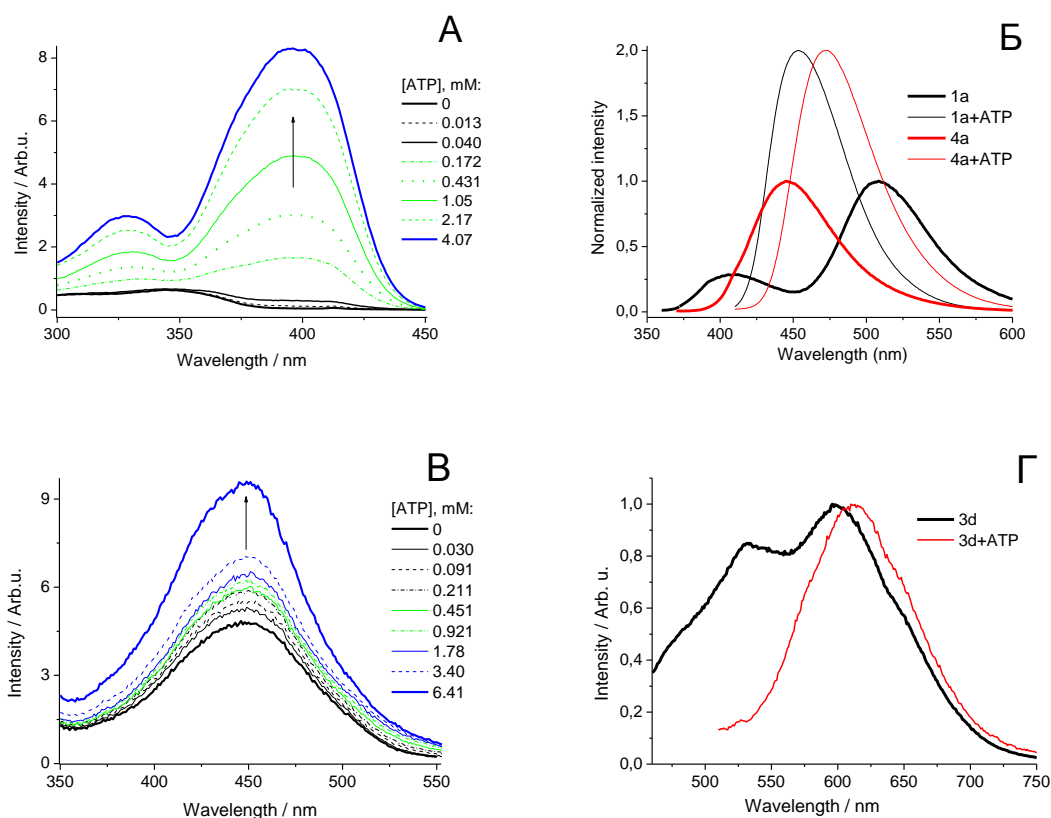 А
[ATP], mM:
0
0.013
0.040
0.172
0.431
1.05
2.17
4.07
Intensity / Arb.u.
8
6
4
2
0
300
350
400
450
Wavelength / nm
Б
1a
1a+ATP
4a
4a+ATP
Normalized intensity
2,0
1,5
1,0
0,5
0,0
350
400
450
500
550
600
Wavelength (nm)
В
[ATP], mM:
0
0.030
0.091
0.211
0.451
0.921
1.78
3.40
6.41
Intensity / Arb.u.
9
6
3
0
350
400
450
500
550
Wavelength / nm
Г
3d
3d+ATP
Intensity / Arb. u.
1,0
0,8
0,6
0,4
0,2
0,0
500
550
600
650
700
750
Wavelength / nm